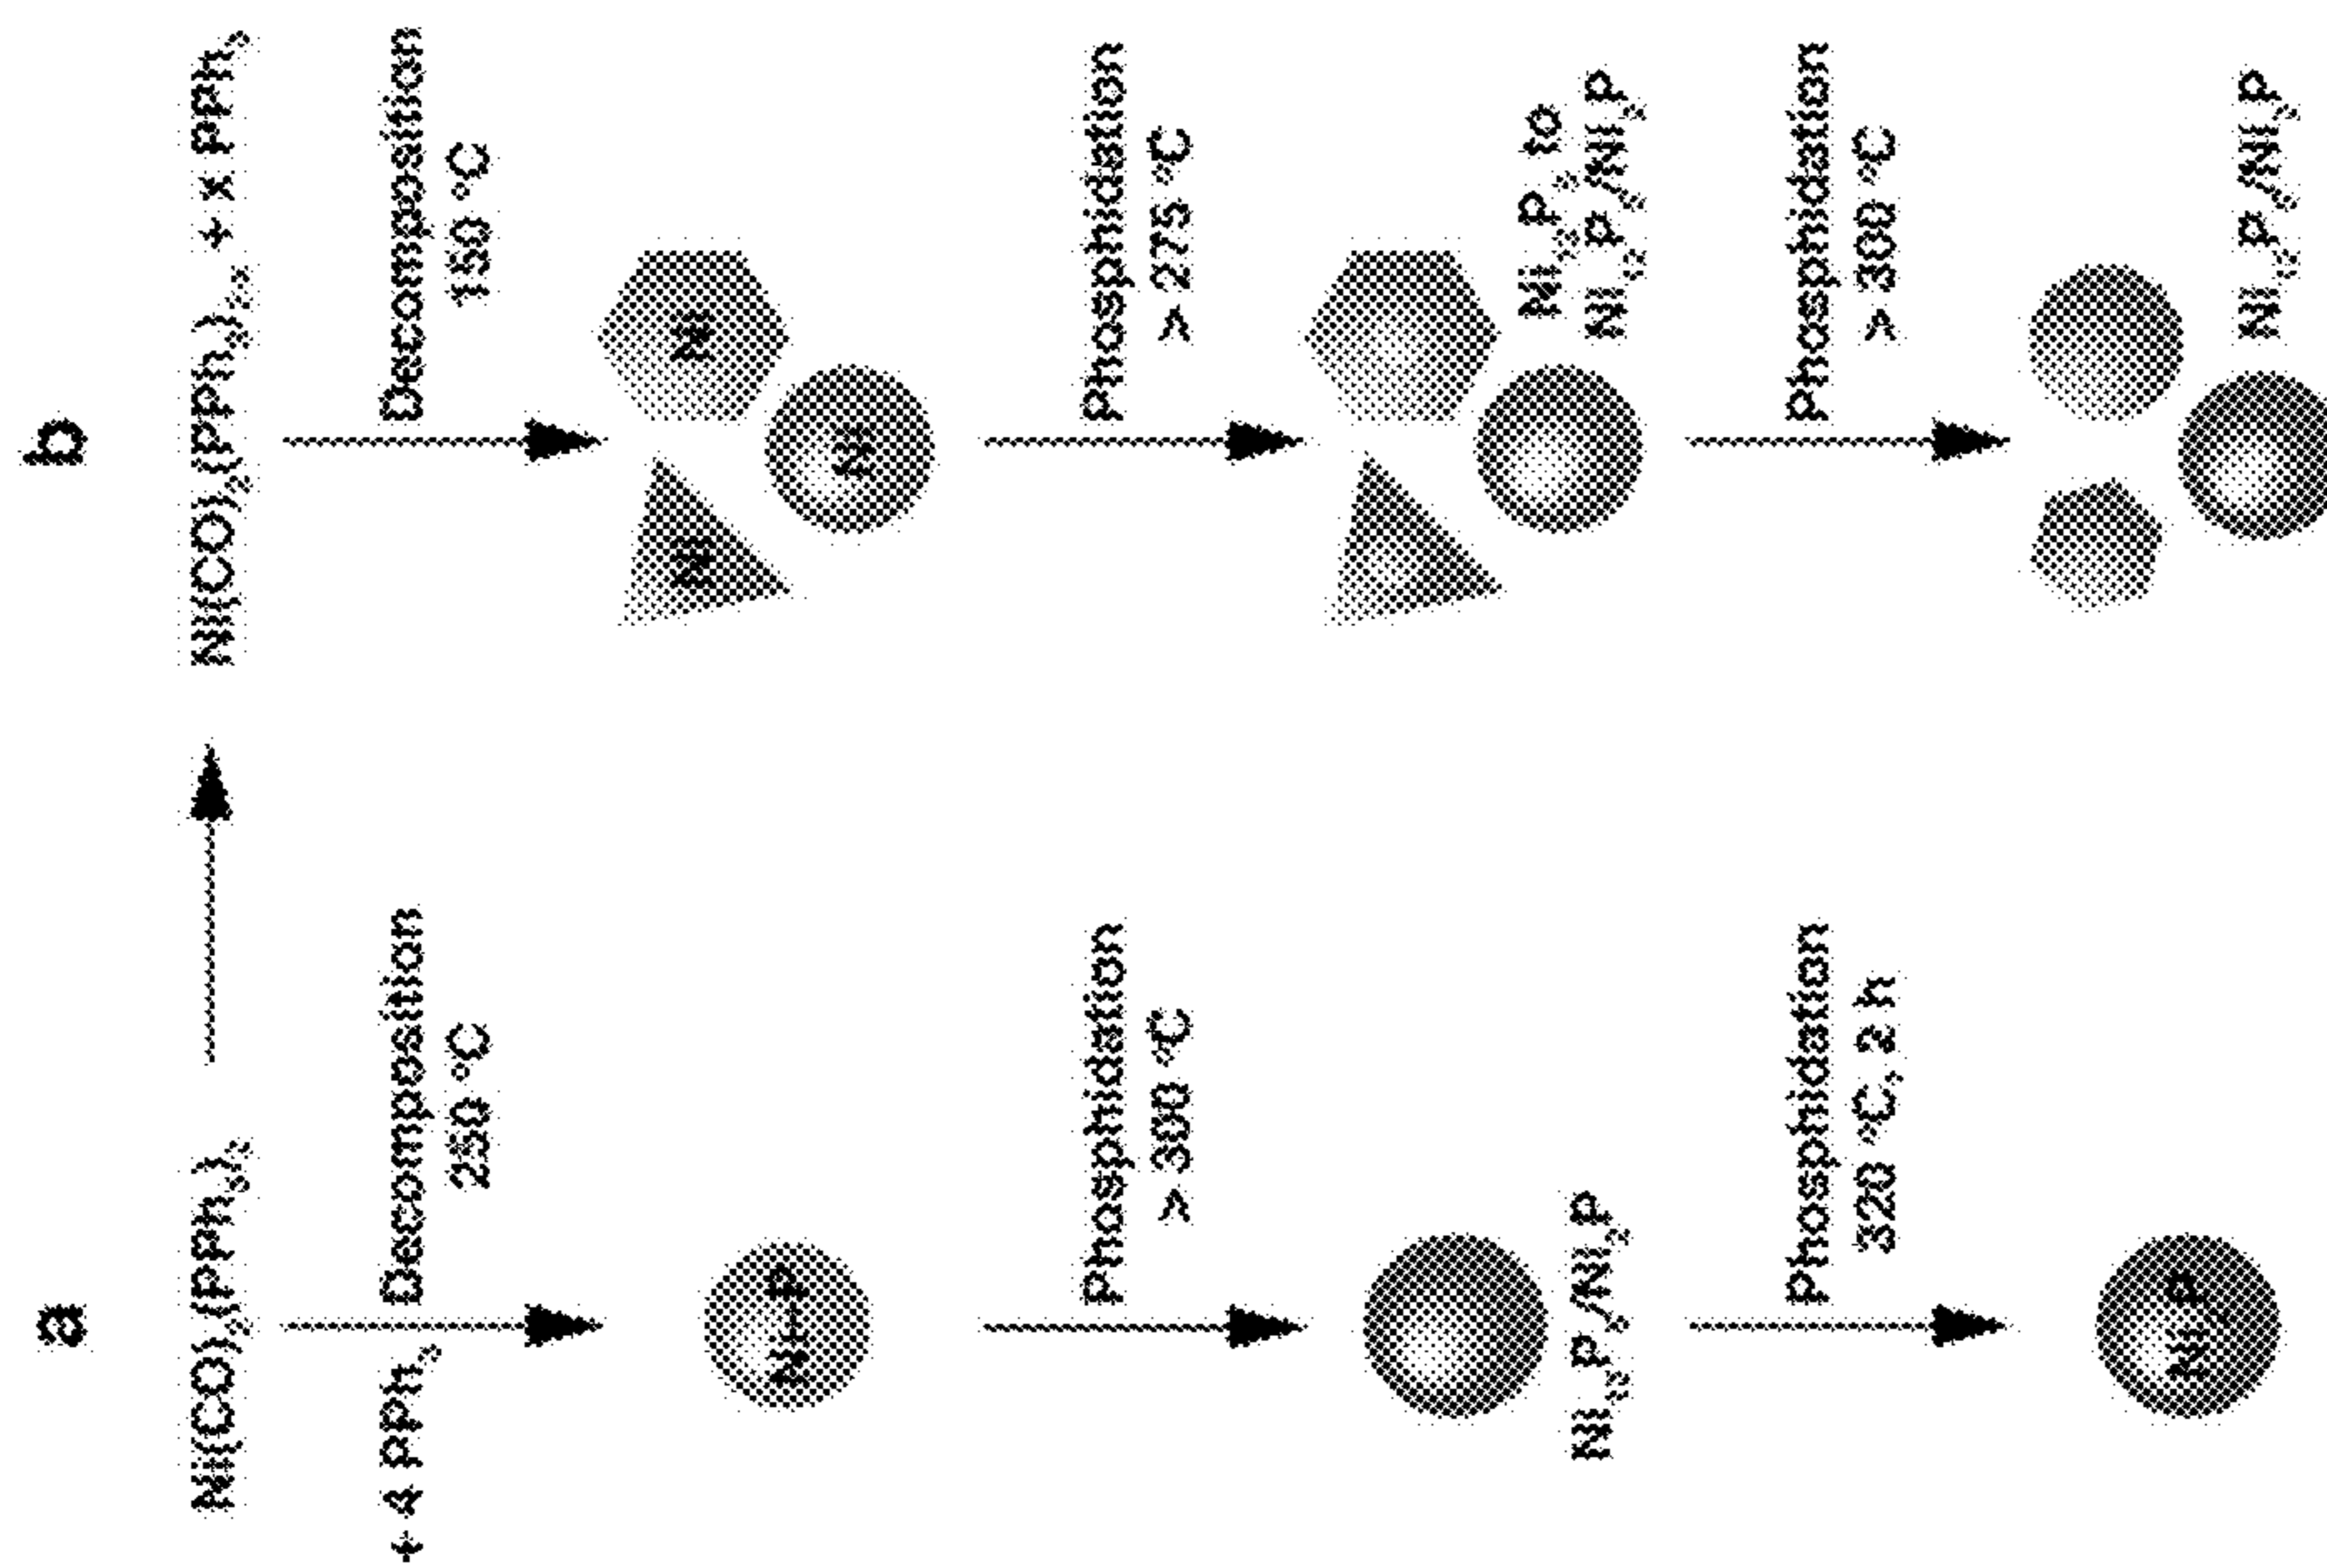 a
Ni(CO)₂(PPh₃)₂
+ 4 PPh₃
Decomposition
250 °C
Ni–P
Phosphidation
> 300 °C
Ni₁₂P₅/Ni₂P
Phosphidation
320 °C, 2 h
Ni₂P
b
Ni(CO)₂(PPh₃)₂₋ₓ + x PPh₃
Decomposition
150 °C
Ni
Ni
Ni
Phosphidation
> 275 °C
Ni₁₂P₅ to
Ni₁₂P₅/Ni₂P
Phosphidation
> 300 °C
Ni₁₂P₅/Ni₂P